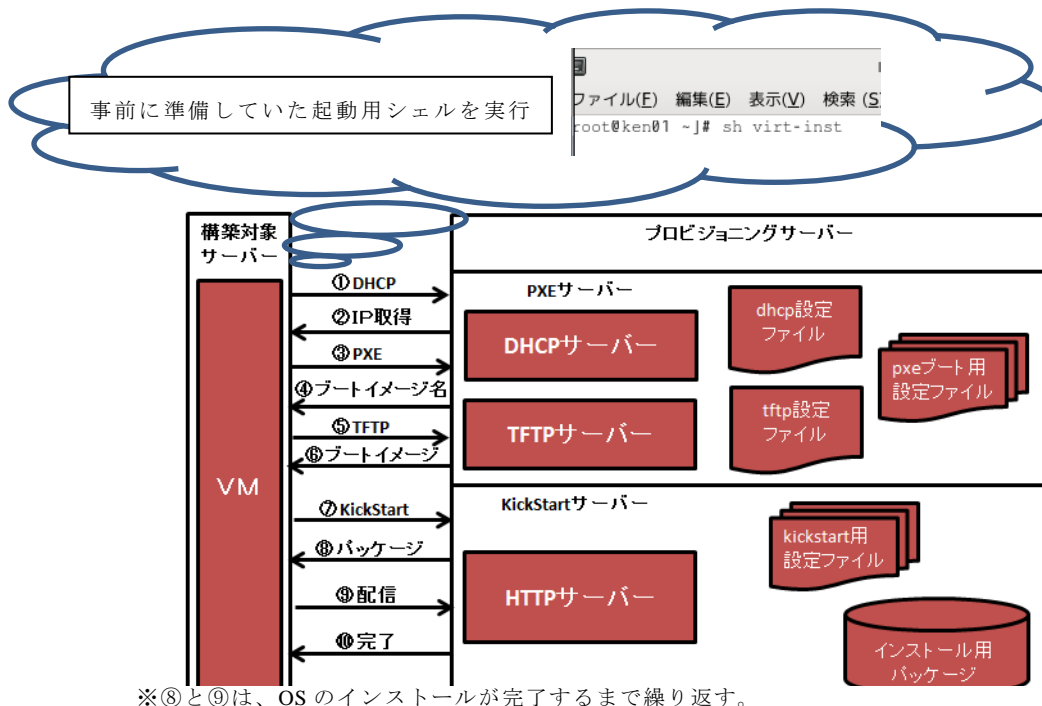 事前に準備していた起動用シェルを実行
ファイル(F) 編集(E) 表示(V) 検索(S
root@ken01 ~]# sh virt-inst
構築対象
サーバー
プロビジョニングサーバー
①DHCP
②IP取得
③PXE
④ブートイメージ名
⑤TFTP
⑥ブートイメージ
⑦KickStart
⑧パッケージ
⑨配信
⑩完了
VM
PXEサーバー
DHCPサーバー
TFTPサーバー
dhcp設定
ファイル
tftp設定
ファイル
pxeブート用
設定ファイル
KickStartサーバー
HTTPサーバー
kickstart用
設定ファイル
インストール用
パッケージ
※⑧と⑨は、OSのインストールが完了するまで繰り返す。